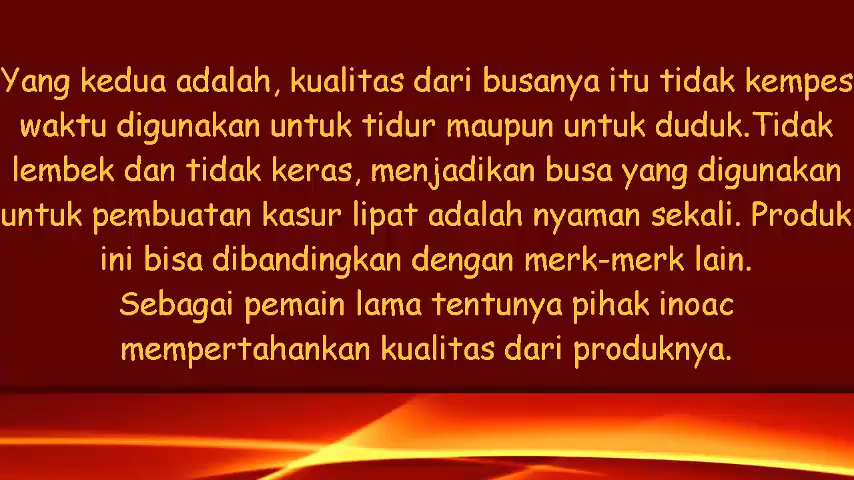 Yang kedua adalah, kualitas dari busanya itu tidak kempes
waktu digunakan untuk tidur maupun untuk duduk.Tidak
lembek dan tidak keras, menjadikan busa yang digunakan
untuk pembuatan kasur lipat adalah nyaman sekali. Produk
ini bisa dibandingkan dengan merk-merk lain.
Sebagai pemain lama tentunya pihak inoac
mempertahankan kualitas dari produknya.